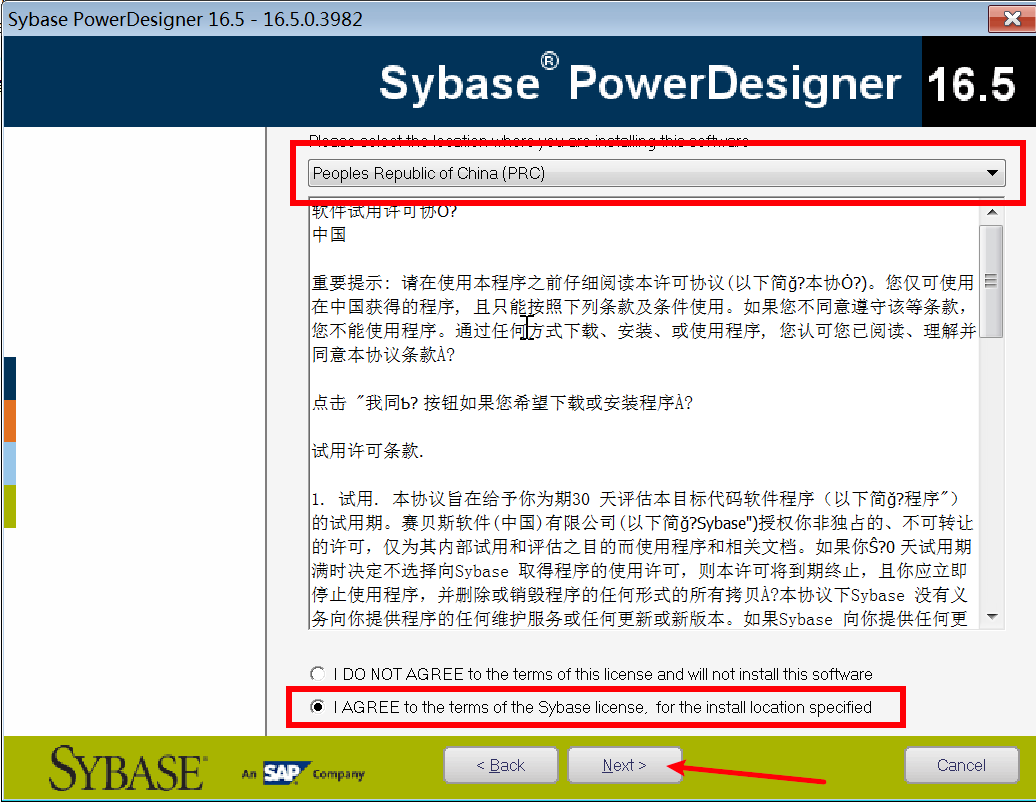 Sybase PowerDesigner 16.5 - 16.5.0.3982
Sybase® PowerDesigner 16.5
Please select the location where you are installing this software
Peoples Republic of China (PRC)
软件试用许可协Ò?
中国
重要提示: 请在使用本程序之前仔细阅读本许可协议(以下简ğ?本协Ò?)。您仅可使用
在中国获得的程序, 且只能按照下列条款及条件使用。如果您不同意遵守该等条款,
您不能使用程序。通过任何方式下载、安装、或使用程序, 您认可您已阅读、理解并
同意本协议条款À?
点击 ″我同Ь? 按钮如果您希望下载或安装程序À?
试用许可条款.
1. 试用. 本协议旨在给予你为期30 天评估本目标代码软件程序 (以下简ğ?程序″)
的试用期。赛贝斯软件(中国)有限公司(以下简ğ?Sybase")授权你非独占的、不可转让
的许可, 仅为其内部试用和评估之目的而使用程序和相关文档。如果你Ŝ?0 天试用期
满时决定不选择向Sybase 取得程序的使用许可, 则本许可将到期终止, 且你应立即
停止使用程序, 并删除或销毁程序的任何形式的所有拷贝À?本协议下Sybase 没有义
务向你提供程序的任何维护服务或任何更新或新版本。如果Sybase 向你提供任何更
I DO NOT AGREE to the terms of this license and will not install this software
I AGREE to the terms of the Sybase license, for the install location specified
SYBASE® An SAP Company
< Back
Next >
Cancel